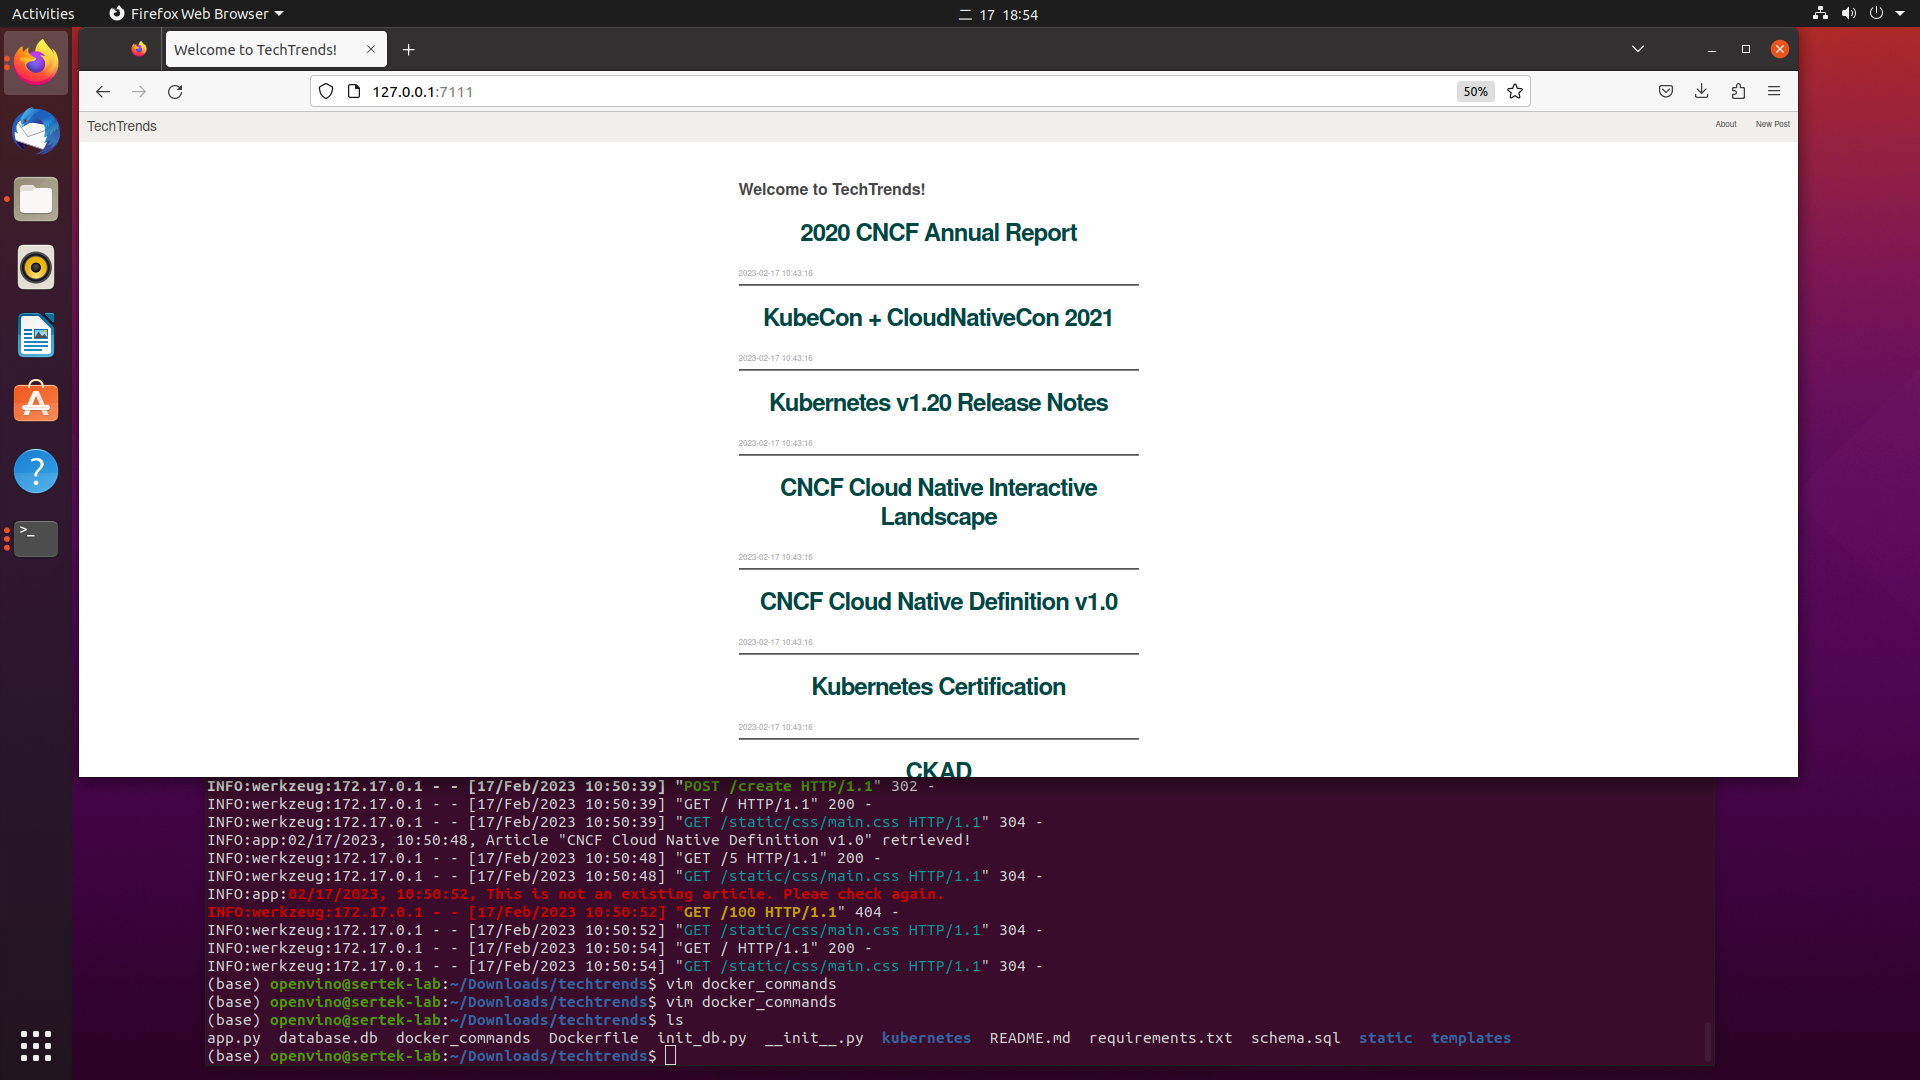 Activities
Firefox Web Browser
二 17 18:54
Welcome to TechTrends!
127.0.0.1:7111
50%
TechTrends
About
New Post
Welcome to TechTrends!
2020 CNCF Annual Report
2023-02-17 10:43:16
KubeCon + CloudNativeCon 2021
2023-02-17 10:43:16
Kubernetes v1.20 Release Notes
2023-02-17 10:43:16
CNCF Cloud Native Interactive
Landscape
2023-02-17 10:43:16
CNCF Cloud Native Definition v1.0
2023-02-17 10:43:16
Kubernetes Certification
2023-02-17 10:43:16
CKAD
INFO:werkzeug:172.17.0.1 - - [17/Feb/2023 10:50:39] "POST /create HTTP/1.1" 302 -
INFO:werkzeug:172.17.0.1 - - [17/Feb/2023 10:50:39] "GET / HTTP/1.1" 200 -
INFO:werkzeug:172.17.0.1 - - [17/Feb/2023 10:50:39] "GET /static/css/main.css HTTP/1.1" 304 -
INFO:app:02/17/2023, 10:50:48, Article "CNCF Cloud Native Definition v1.0" retrieved!
INFO:werkzeug:172.17.0.1 - - [17/Feb/2023 10:50:48] "GET /5 HTTP/1.1" 200 -
INFO:werkzeug:172.17.0.1 - - [17/Feb/2023 10:50:48] "GET /static/css/main.css HTTP/1.1" 304 -
INFO:app:02/17/2023, 10:50:52, This is not an existing article. Pleae check again.
INFO:werkzeug:172.17.0.1 - - [17/Feb/2023 10:50:52] "GET /100 HTTP/1.1" 404 -
INFO:werkzeug:172.17.0.1 - - [17/Feb/2023 10:50:52] "GET /static/css/main.css HTTP/1.1" 304 -
INFO:werkzeug:172.17.0.1 - - [17/Feb/2023 10:50:54] "GET / HTTP/1.1" 200 -
INFO:werkzeug:172.17.0.1 - - [17/Feb/2023 10:50:54] "GET /static/css/main.css HTTP/1.1" 304 -
(base) openvino@sertek-lab:~/Downloads/techtrends$ vim docker_commands
(base) openvino@sertek-lab:~/Downloads/techtrends$ vim docker_commands
(base) openvino@sertek-lab:~/Downloads/techtrends$ ls
app.py database.db docker_commands Dockerfile init_db.py __init__.py kubernetes README.md requirements.txt schema.sql static templates
(base) openvino@sertek-lab:~/Downloads/techtrends$